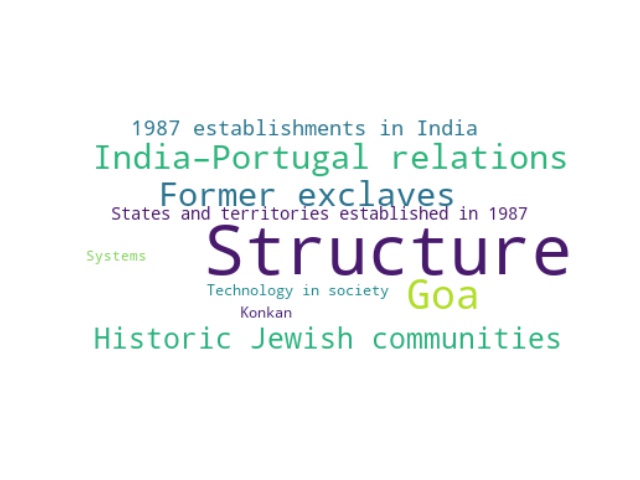 1987 establishments in India
India–Portugal relations
Former exclaves
States and territories established in 1987
Structure
Systems
Technology in society
Goa
Konkan
Historic Jewish communities